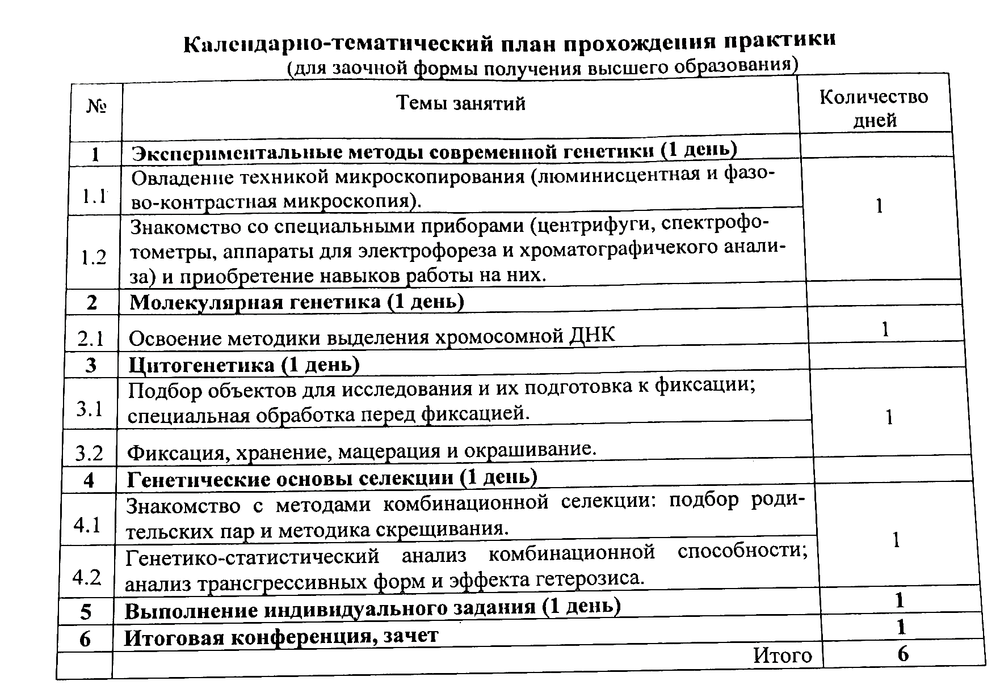 Календарно-тематический план прохождения практики
(для заочной формы получения высшего образования)
№ Темы занятий Количество
дней
1 Экспериментальные методы современной генетики (1 день)
1.1 Овладение техникой микроскопирования (люминисцентная и фазо-
во-контрастная микроскопия).
1
1.2 Знакомство со специальными приборами (центрифуги, спектрофо-
тометры, аппараты для электрофореза и хроматографичекого анали-
за) и приобретение навыков работы на них.
2 Молекулярная генетика (1 день)
2.1 Освоение методики выделения хромосомной ДНК 1
3 Цитогенетика (1 день)
3.1 Подбор объектов для исследования и их подготовка к фиксации;
специальная обработка перед фиксацией.
1
3.2 Фиксация, хранение, мацерация и окрашивание.
4 Генетические основы селекции (1 день)
4.1 Знакомство с методами комбинационной селекции: подбор роди-
тельских пар и методика скрещивания.
1
4.2 Генетико-статистический анализ комбинационной способности;
анализ трансгрессивных форм и эффекта гетерозиса.
5 Выполнение индивидуального задания (1 день) 1
6 Итоговая конференция, зачет 1
Итого 6